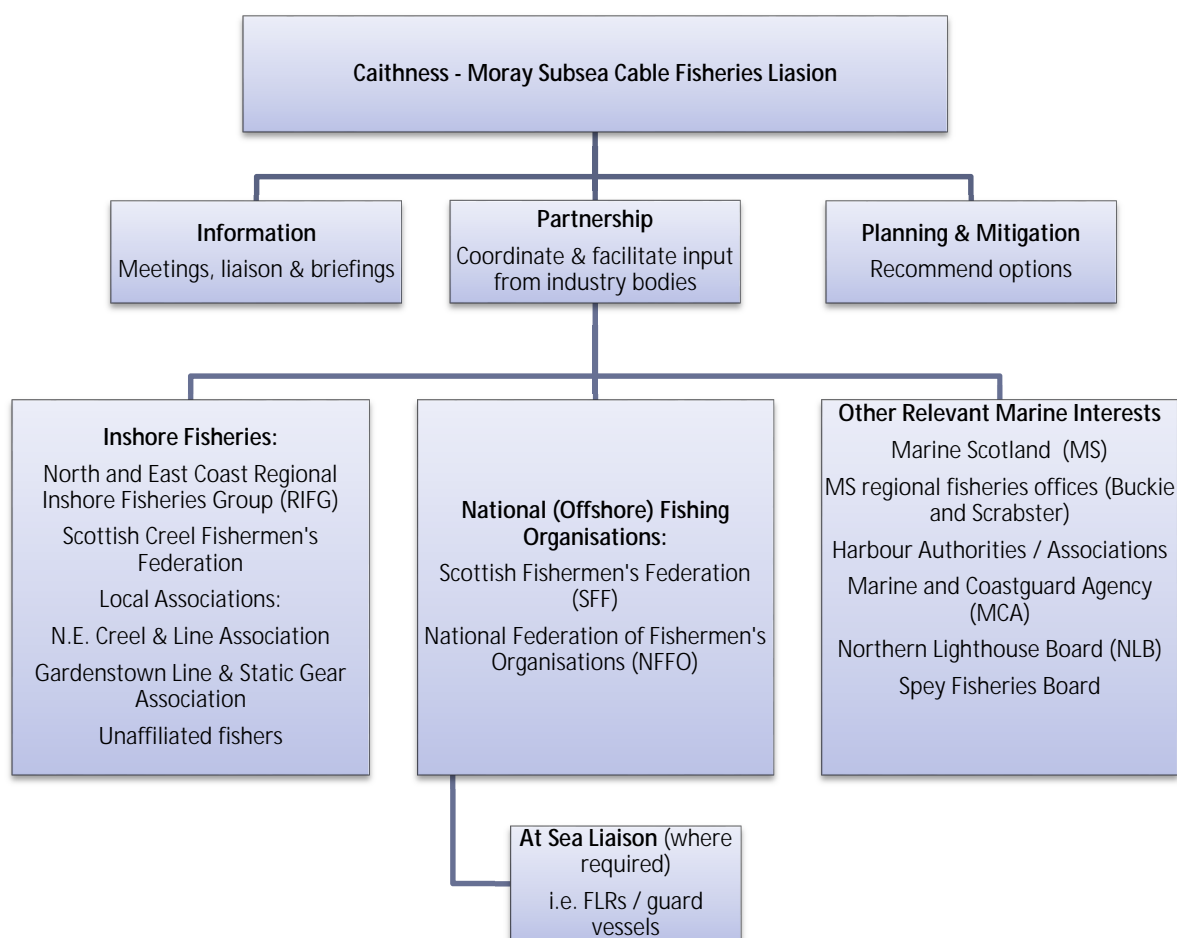 Caithness - Moray Subsea Cable Fisheries Liasion
Information
Meetings, liaison & briefings
Partnership
Coordinate & facilitate input
from industry bodies
Planning & Mitigation
Recommend options
Inshore Fisheries:
North and East Coast Regional
Inshore Fisheries Group (RIFG)
Scottish Creel Fishermen's
Federation
Local Associations:
N.E. Creel & Line Association
Gardenstown Line & Static Gear
Association
Unaffiliated fishers
National (Offshore) Fishing
Organisations:
Scottish Fishermen's Federation
(SFF)
National Federation of Fishermen's
Organisations (NFFO)
Other Relevant Marine Interests
Marine Scotland (MS)
MS regional fisheries offices (Buckie
and Scrabster)
Harbour Authorities / Associations
Marine and Coastguard Agency
(MCA)
Northern Lighthouse Board (NLB)
Spey Fisheries Board
At Sea Liaison (where
required)
i.e. FLRs / guard
vessels